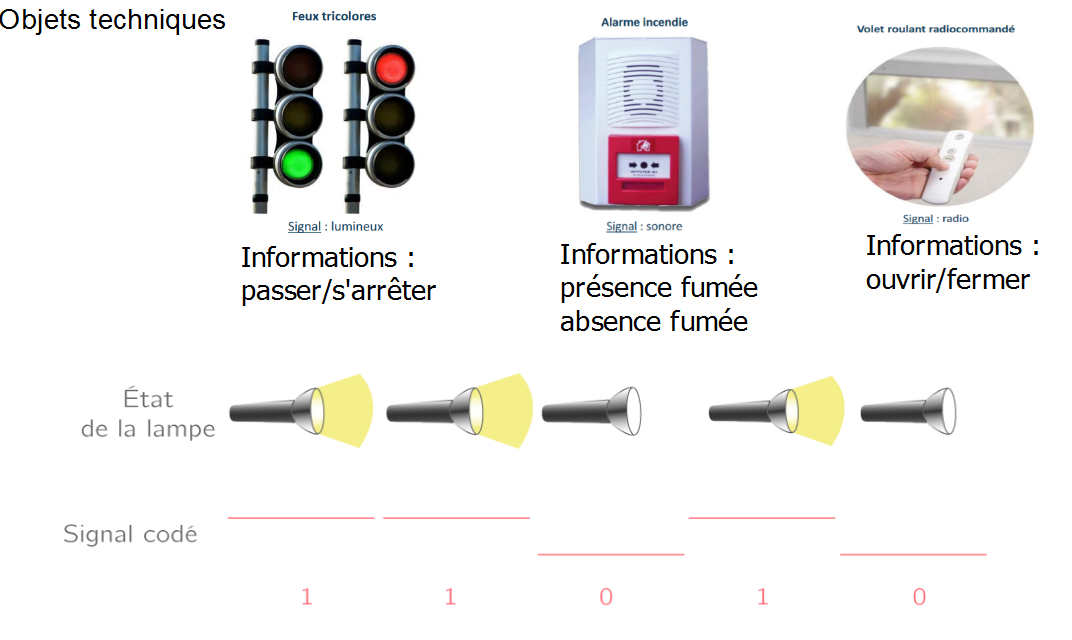 Objets techniques
Feux tricolores
Alarme incendie
Volet roulant radiocommandé
Signal : lumineux
Signal : sonore
Signal : radio
Informations :
passer/s'arrêter
Informations :
présence fumée
absence fumée
Informations :
ouvrir/fermer
État
de la lampe
Signal codé
1 1 0 1 0